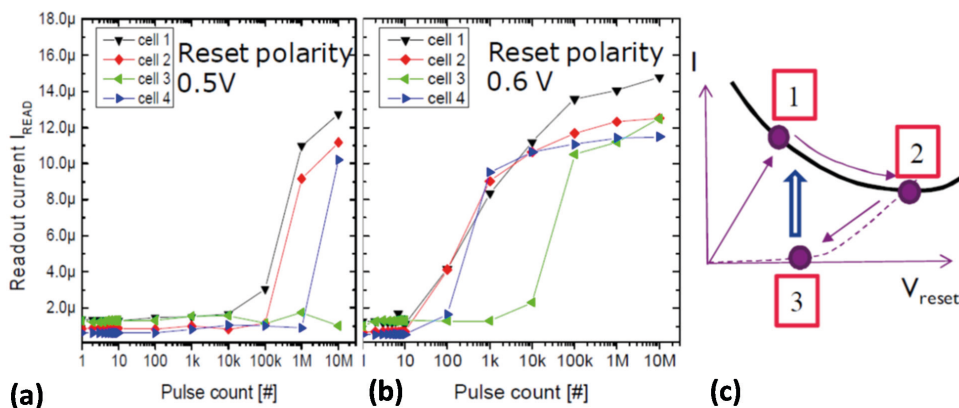 18.0µ
16.0µ
14.0µ
12.0µ
10.0µ
8.0µ
6.0µ
4.0µ
2.0µ
Readout current I_READ
cell 1
cell 2
cell 3
cell 4
Reset polarity
0.5V
1 10 100 1k 10k 100k 1M 10M
Pulse count [#]
(a)
cell 1
cell 2
cell 3
cell 4
Reset polarity
0.6 V
1 10 100 1k 10k 100k 1M 10M
Pulse count [#]
(b)
I
1
2
3
V_reset
(c)